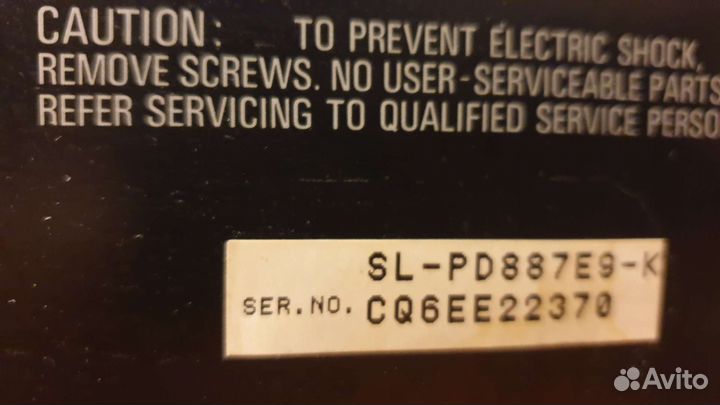 CAUTION: TO PREVENT ELECTRIC SHOCK,
REMOVE SCREWS. NO USER-SERVICEABLE PARTS
REFER SERVICING TO QUALIFIED SERVICE PERSO
SL-PD887E9-K
SER.NO. CQ6EE22370
Avito